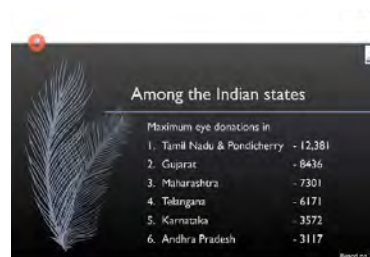 Among the Indian states
Maximum eye donations in
1. Tamil Nadu & Pondicherry - 12,381
2. Gujarat - 8436
3. Maharashtra - 7301
4. Telangana - 6171
5. Karnataka - 3572
6. Andhra Pradesh - 3117